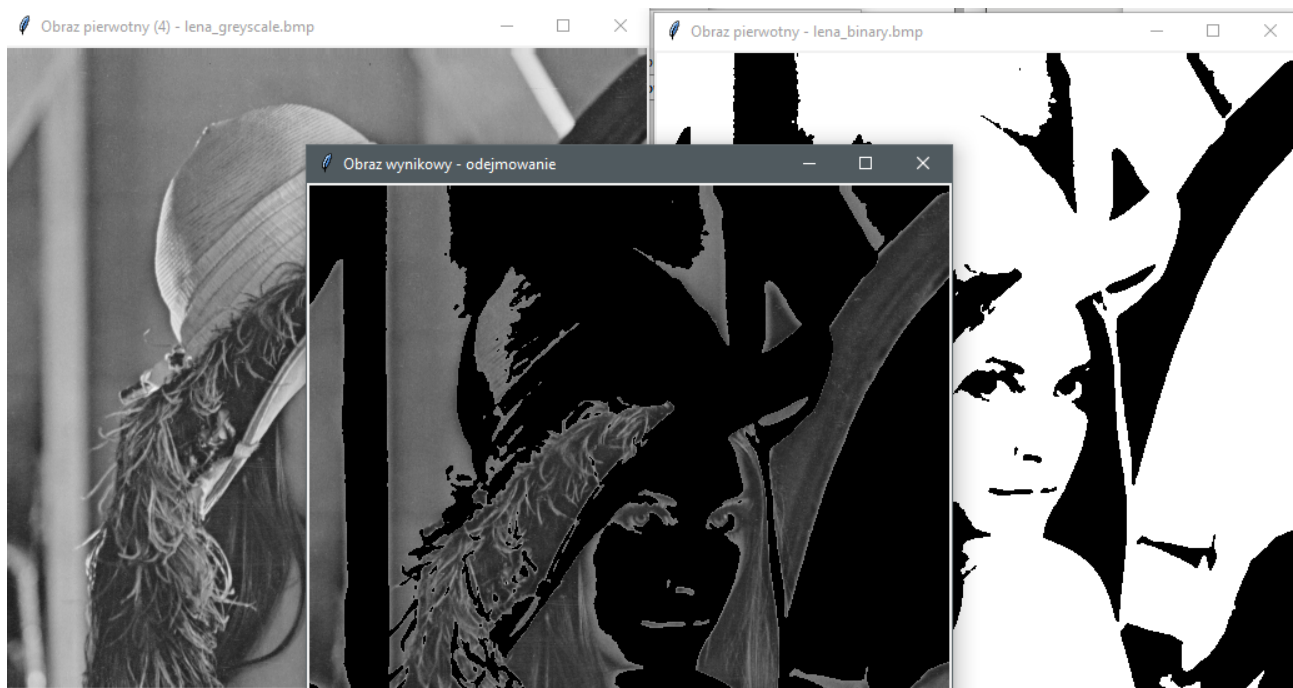 Obraz pierwotny (4) - lena_greyscale.bmp
Obraz pierwotny - lena_binary.bmp
Obraz wynikowy - odejmowanie